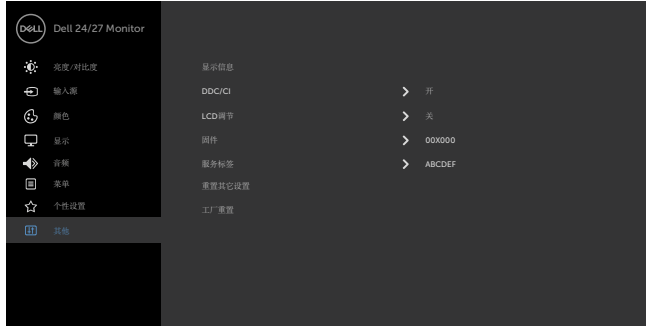 DELL Dell 24/27 Monitor
亮度/对比度
显示信息
输入源
DDC/CI 开
颜色
LCD调节 关
显示
固件 00X000
音频
服务标签 ABCDEF
菜单
重置其它设置
个性设置
工厂重置
其他